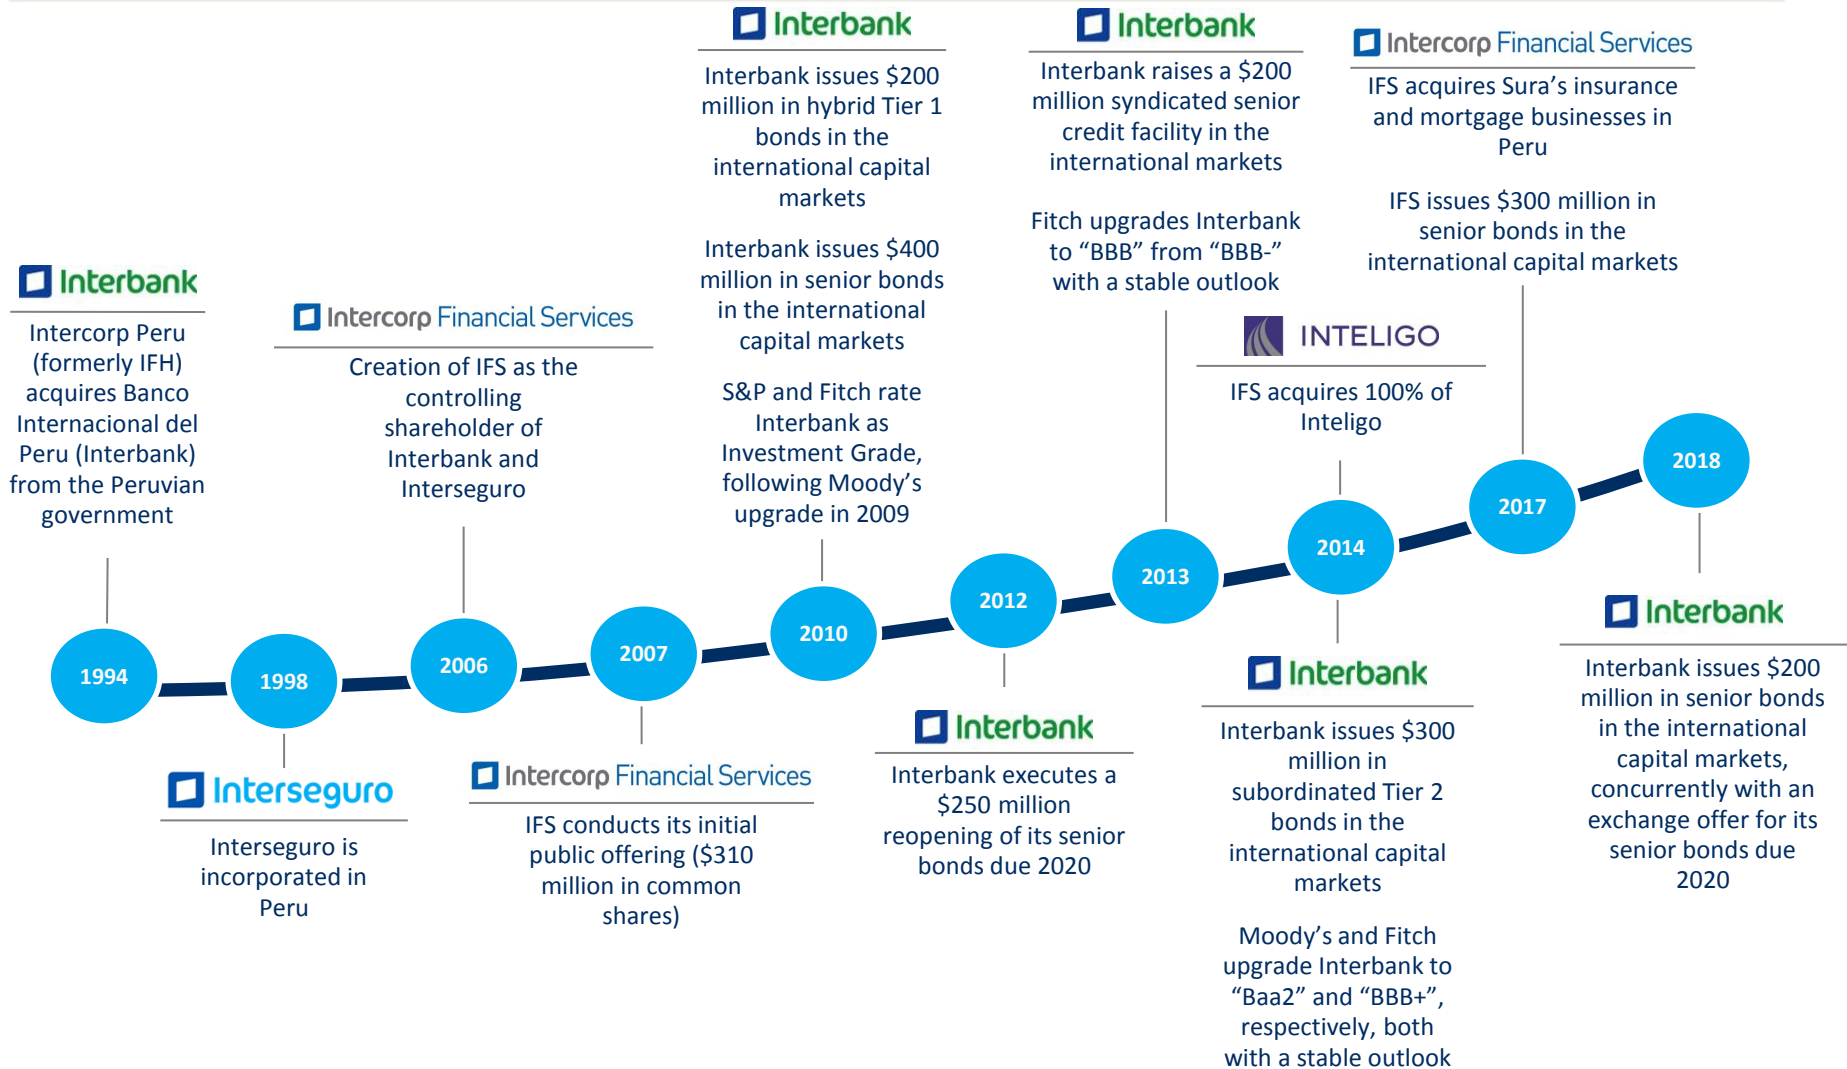 Interbank
Intercorp Peru
(formerly IFH)
acquires Banco
Internacional del
Peru (Interbank)
from the Peruvian
government
1994
1998
Interseguro
Interseguro is
incorporated in
Peru
Intercorp Financial Services
Creation of IFS as the
controlling
shareholder of
Interbank and
Interseguro
2006
2007
Intercorp Financial Services
IFS conducts its initial
public offering ($310
million in common
shares)
Interbank
Interbank issues $200
million in hybrid Tier 1
bonds in the
international capital
markets
Interbank issues $400
million in senior bonds
in the international
capital markets
S&P and Fitch rate
Interbank as
Investment Grade,
following Moody’s
upgrade in 2009
2010
2012
Interbank
Interbank executes a
$250 million
reopening of its senior
bonds due 2020
Interbank
Interbank raises a $200
million syndicated senior
credit facility in the
international markets
Fitch upgrades Interbank
to “BBB” from “BBB-”
with a stable outlook
2013
INTELIGO
IFS acquires 100% of
Inteligo
2014
Interbank
Interbank issues $300
million in
subordinated Tier 2
bonds in the
international capital
markets
Moody’s and Fitch
upgrade Interbank to
“Baa2” and “BBB+”,
respectively, both
with a stable outlook
Intercorp Financial Services
IFS acquires Sura’s insurance
and mortgage businesses in
Peru
IFS issues $300 million in
senior bonds in the
international capital markets
2017
2018
Interbank
Interbank issues $200
million in senior bonds
in the international
capital markets,
concurrently with an
exchange offer for its
senior bonds due
2020